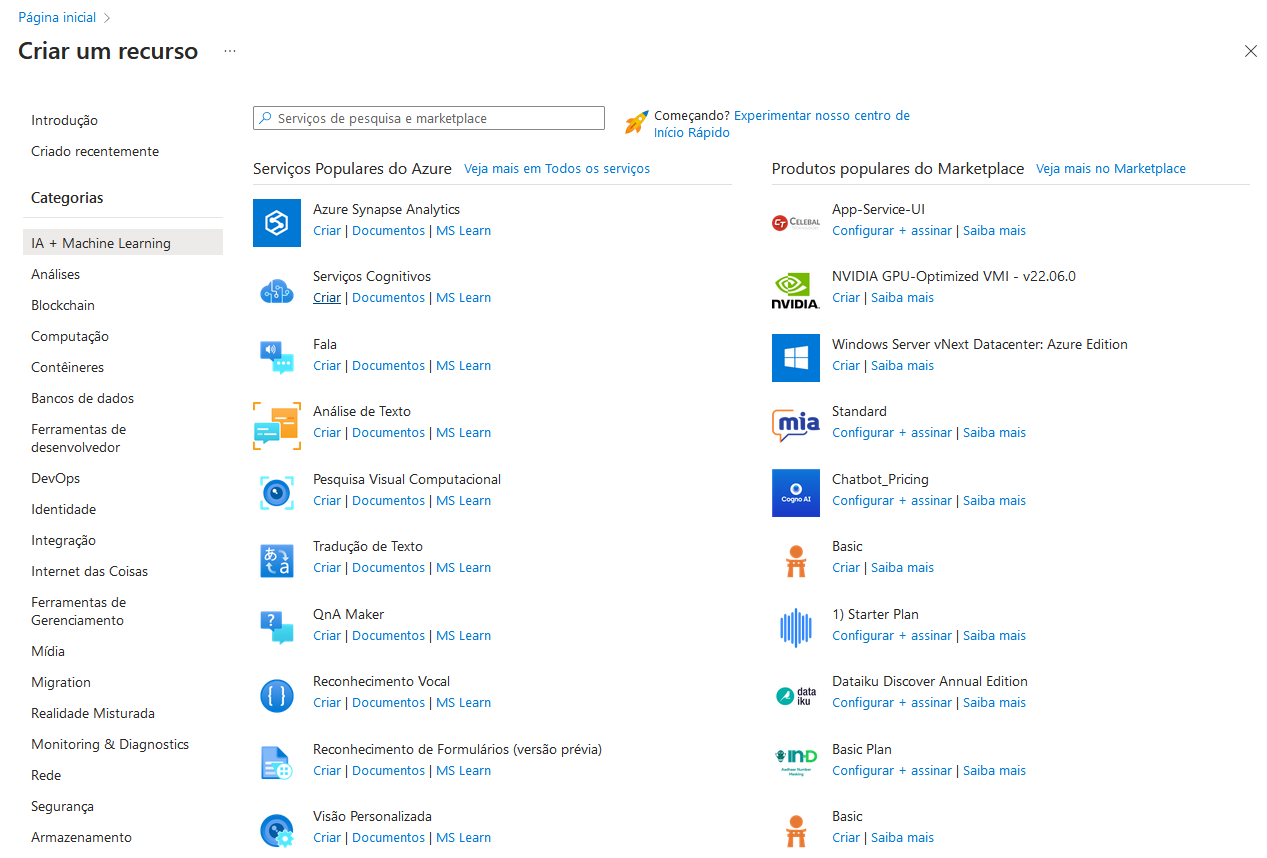 Página inicial
Criar um recurso ...
Introdução
Criado recentemente
Categorias
IA + Machine Learning
Análises
Blockchain
Computação
Contêineres
Bancos de dados
Ferramentas de
desenvolvedor
DevOps
Identidade
Integração
Internet das Coisas
Ferramentas de
Gerenciamento
Mídia
Migration
Realidade Misturada
Monitoring & Diagnostics
Rede
Segurança
Armazenamento
Serviços de pesquisa e marketplace
Começando? Experimentar nosso centro de
Início Rápido
Serviços Populares do Azure Veja mais em Todos os serviços
Azure Synapse Analytics
Criar | Documentos | MS Learn
Serviços Cognitivos
Criar | Documentos | MS Learn
Fala
Criar | Documentos | MS Learn
Análise de Texto
Criar | Documentos | MS Learn
Pesquisa Visual Computacional
Criar | Documentos | MS Learn
あ a
Tradução de Texto
Criar | Documentos | MS Learn
?
QnA Maker
Criar | Documentos | MS Learn
{ }
Reconhecimento Vocal
Criar | Documentos | MS Learn
Reconhecimento de Formulários (versão prévia)
Criar | Documentos | MS Learn
Visão Personalizada
Criar | Documentos | MS Learn
Produtos populares do Marketplace Veja mais no Marketplace
CT CELEBAL
App-Service-UI
Configurar + assinar | Saiba mais
NVIDIA.
NVIDIA GPU-Optimized VMI - v22.06.0
Criar | Saiba mais
Windows Server vNext Datacenter: Azure Edition
Criar | Saiba mais
mia
Standard
Configurar + assinar | Saiba mais
Cogno AI
Chatbot_Pricing
Configurar + assinar | Saiba mais
Basic
Criar | Saiba mais
1) Starter Plan
Configurar + assinar | Saiba mais
data
iku
Dataiku Discover Annual Edition
Configurar + assinar | Saiba mais
IN-D
Aadhaar Number
Masking
Basic Plan
Configurar + assinar | Saiba mais
Basic
Criar | Saiba mais